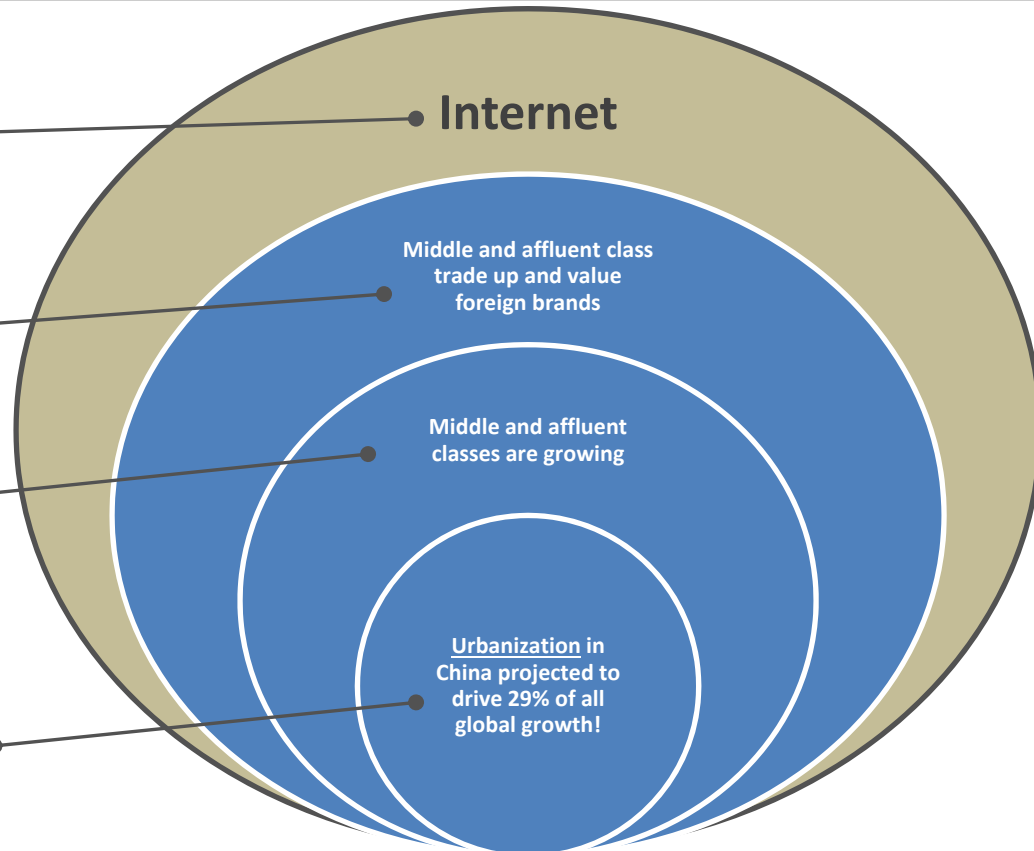 Internet
Middle and affluent class
trade up and value
foreign brands
Middle and affluent
classes are growing
Urbanization in
China projected to
drive 29% of all
global growth!